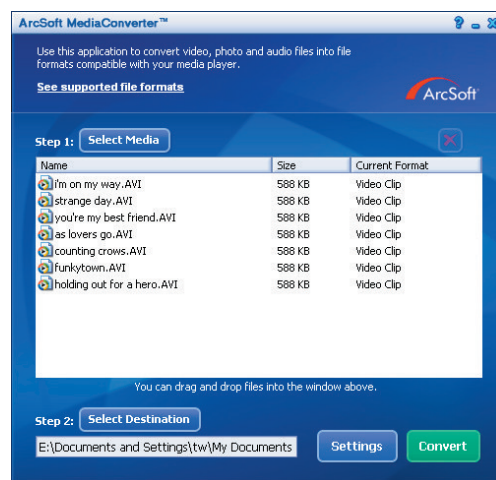 ArcSoft MediaConverter™
Use this application to convert video, photo and audio files into file
formats compatible with your media player.
See supported file formats
ArcSoft
Step 1: Select Media
Name Size Current Format
i'm on my way.AVI 588 KB Video Clip
strange day.AVI 588 KB Video Clip
you're my best friend.AVI 588 KB Video Clip
as lovers go.AVI 588 KB Video Clip
counting crows.AVI 588 KB Video Clip
funkytown.AVI 588 KB Video Clip
holding out for a hero.AVI 588 KB Video Clip
You can drag and drop files into the window above.
Step 2: Select Destination
E:\Documents and Settings\tw\My Documents Settings Convert